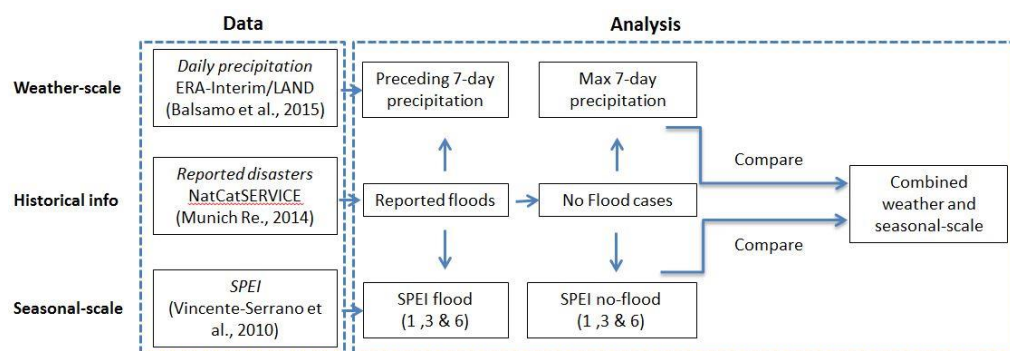 Data
Analysis
Weather-scale
Daily precipitation
ERA-Interim/LAND
(Balsamo et al., 2015)
Preceding 7-day
precipitation
Max 7-day
precipitation
Compare
Historical info
Reported disasters
NatCatSERVICE
(Munich Re., 2014)
Reported floods
No Flood cases
Combined
weather and
seasonal-scale
Compare
Seasonal-scale
SPEI
(Vincente-Serrano et
al., 2010)
SPEI flood
(1 ,3 & 6)
SPEI no-flood
(1 ,3 & 6)